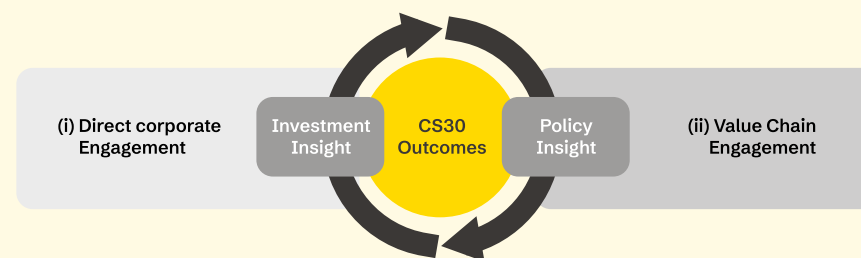 (i) Direct corporate
Engagement
Investment
Insight
CS30
Outcomes
Policy
Insight
(ii) Value Chain
Engagement